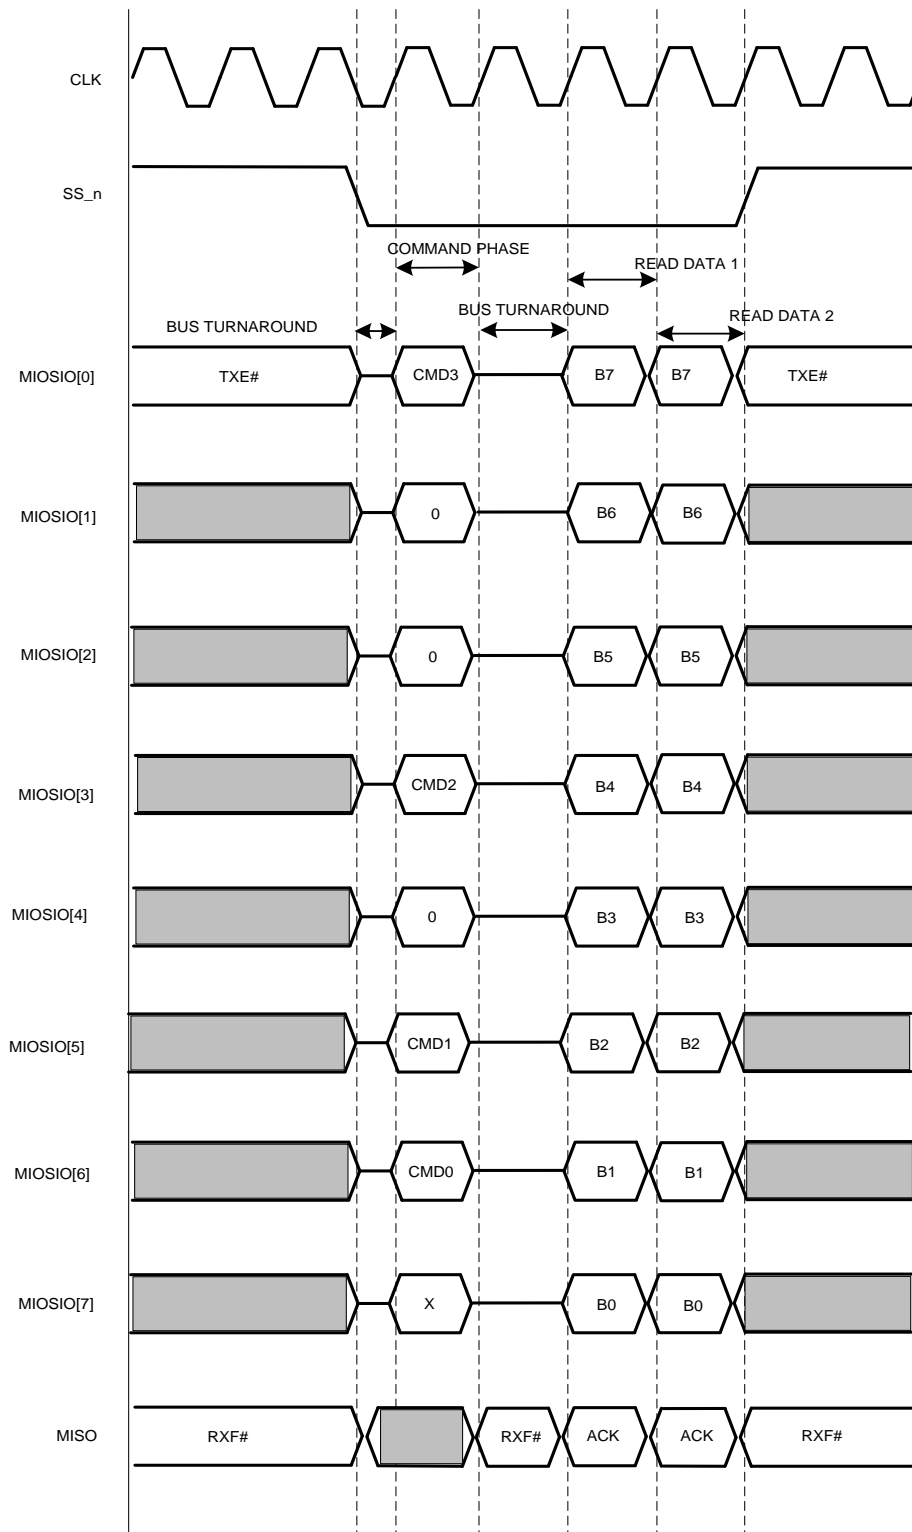 CLK
SS_n
COMMAND PHASE
READ DATA 1
BUS TURNAROUND
READ DATA 2
BUS TURNAROUND
MIOSIO[0] TXE# CMD3 B7 B7 TXE#
MIOSIO[1] 0 B6 B6
MIOSIO[2] 0 B5 B5
MIOSIO[3] CMD2 B4 B4
MIOSIO[4] 0 B3 B3
MIOSIO[5] CMD1 B2 B2
MIOSIO[6] CMD0 B1 B1
MIOSIO[7] X B0 B0
MISO RXF# RXF# ACK ACK RXF#